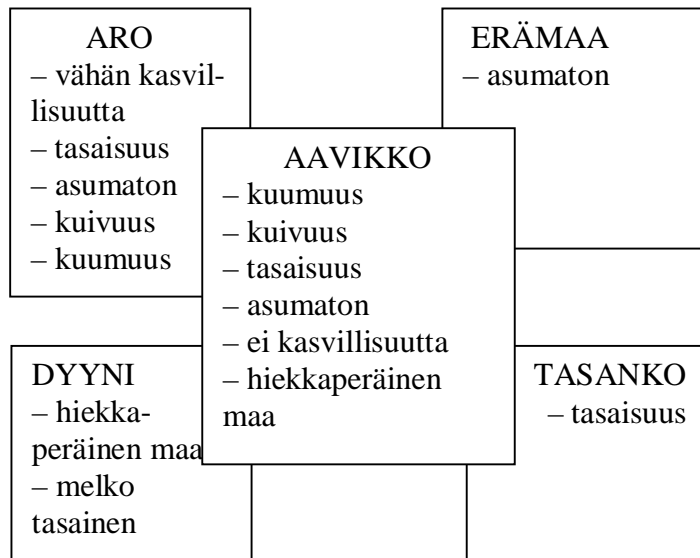 ARO
– vähän kasvil-
lisuutta
– tasaisuus
– asumaton
– kuivuus
– kuumuus
ERÄMAA
– asumaton
AAVIKKO
– kuumuus
– kuivuus
– tasaisuus
– asumaton
– ei kasvillisuutta
– hiekkaperäinen
maa
DYYNI
– hiekka-
peräinen maa
– melko
tasainen
TASANKO
– tasaisuus